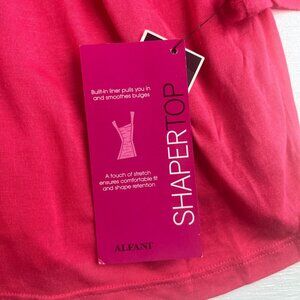 Built-in liner pulls you in
and smoothes bulges
A touch of stretch
ensures comfortable fit
and shape retention
SHAPERTOP
ALFANI